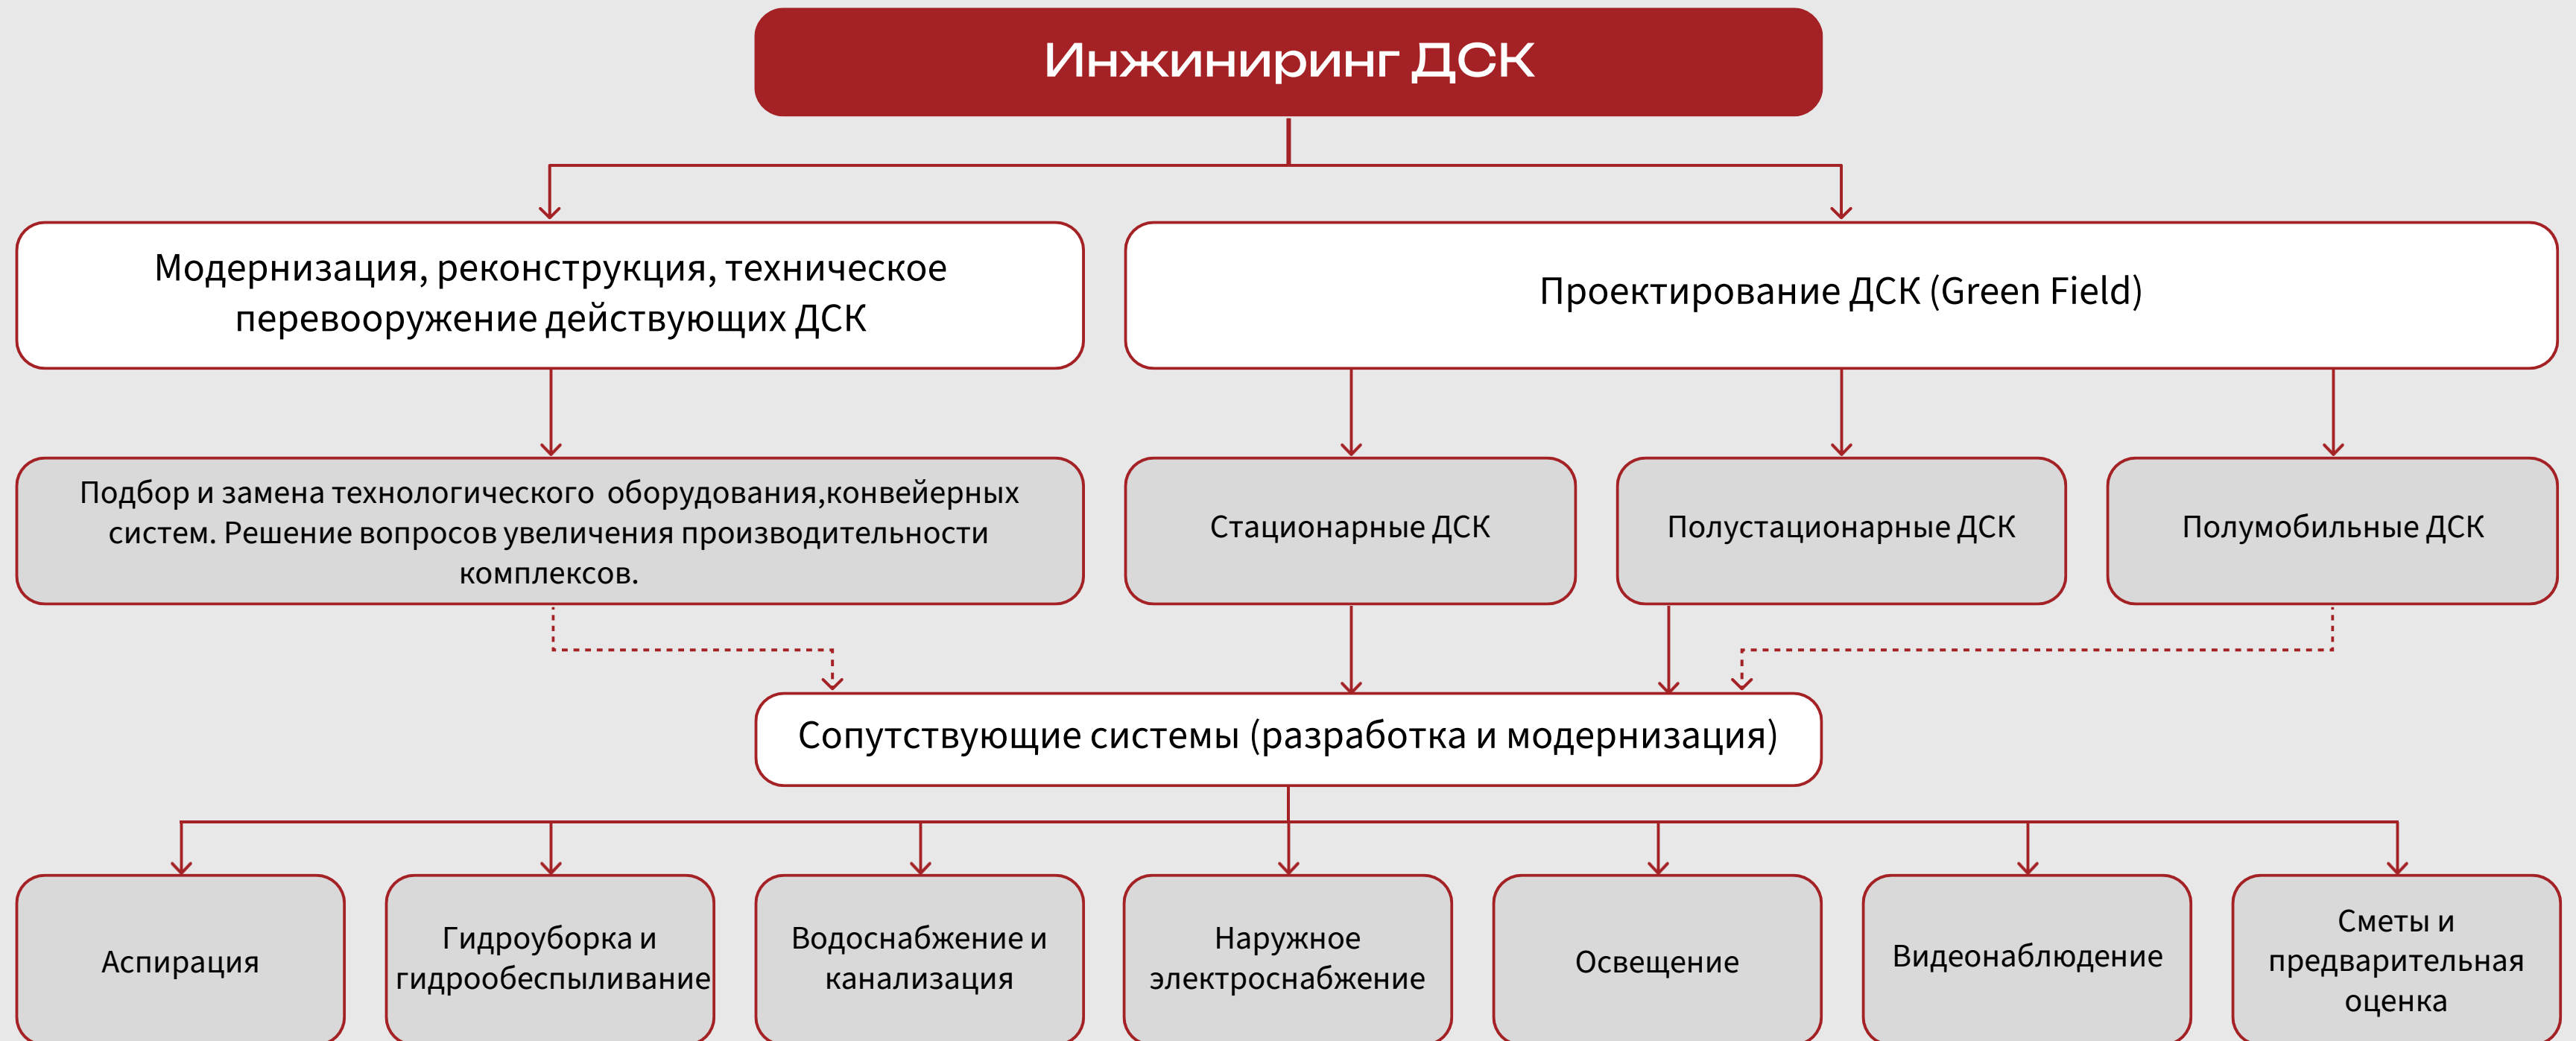 Инжиниринг ДСК
Модернизация, реконструкция, техническое
перевооружение действующих ДСК
Проектирование ДСК (Green Field)
Подбор и замена технологического оборудования,конвейерных
систем. Решение вопросов увеличения производительности
комплексов.
Стационарные ДСК
Полустационарные ДСК
Полумобильные ДСК
Сопутствующие системы (разработка и модернизация)
Аспирация
Гидроуборка и
гидрообеспыливание
Водоснабжение и
канализация
Наружное
электроснабжение
Освещение
Видеонаблюдение
Сметы и
предварительная
оценка